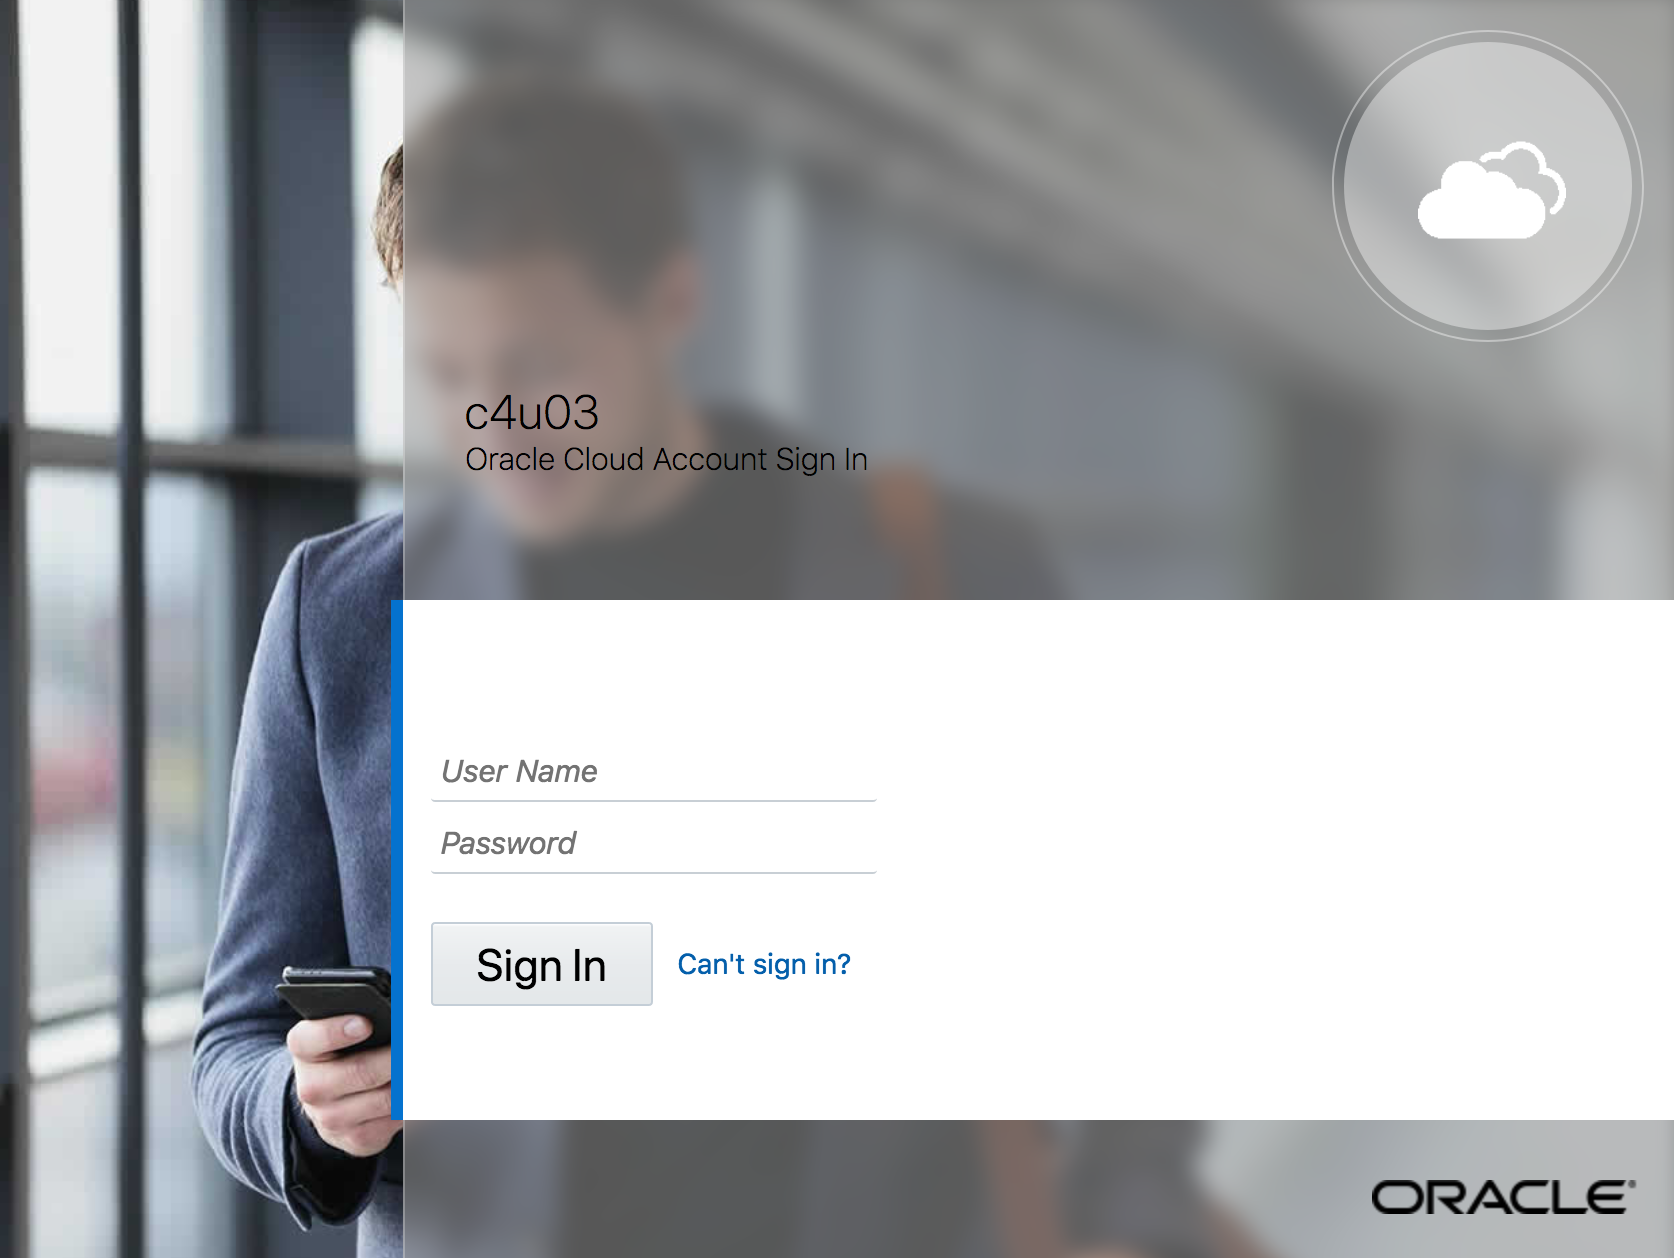 c4u03
Oracle Cloud Account Sign In
User Name
Password
Sign In
Can't sign in?
ORACLE®